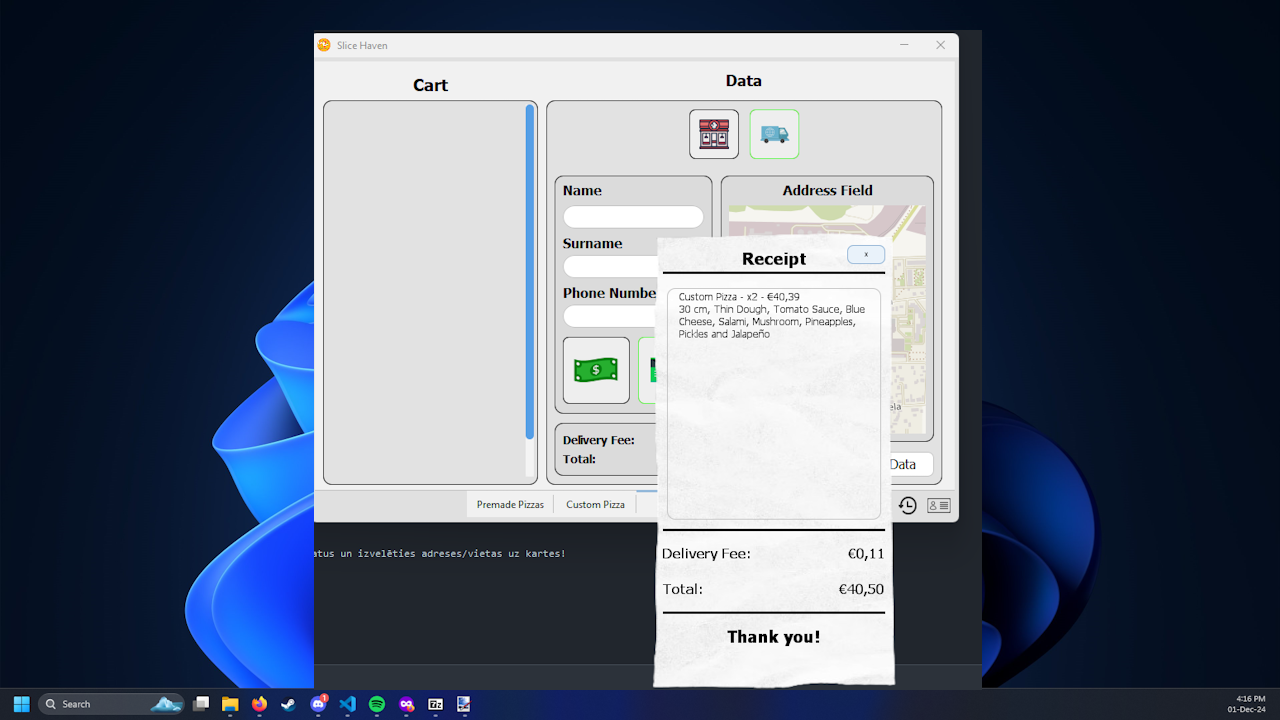 Slice Haven
Cart
Data
Name
Address Field
Surname
Phone Numbe
Delivery Fee:
Total:
Receipt
x
Custom Pizza - x2 - €40,39
30 cm, Thin Dough, Tomato Sauce, Blue
Cheese, Salami, Mushroom, Pineapples,
Pickles and Jalapeño
Data
Premade Pizzas
Custom Pizza
atus un izvelēties adreses/vietas uz kartes!
Delivery Fee: €0,11
Total: €40,50
Thank you!
Search
1
4:16 PM
01-Dec-24